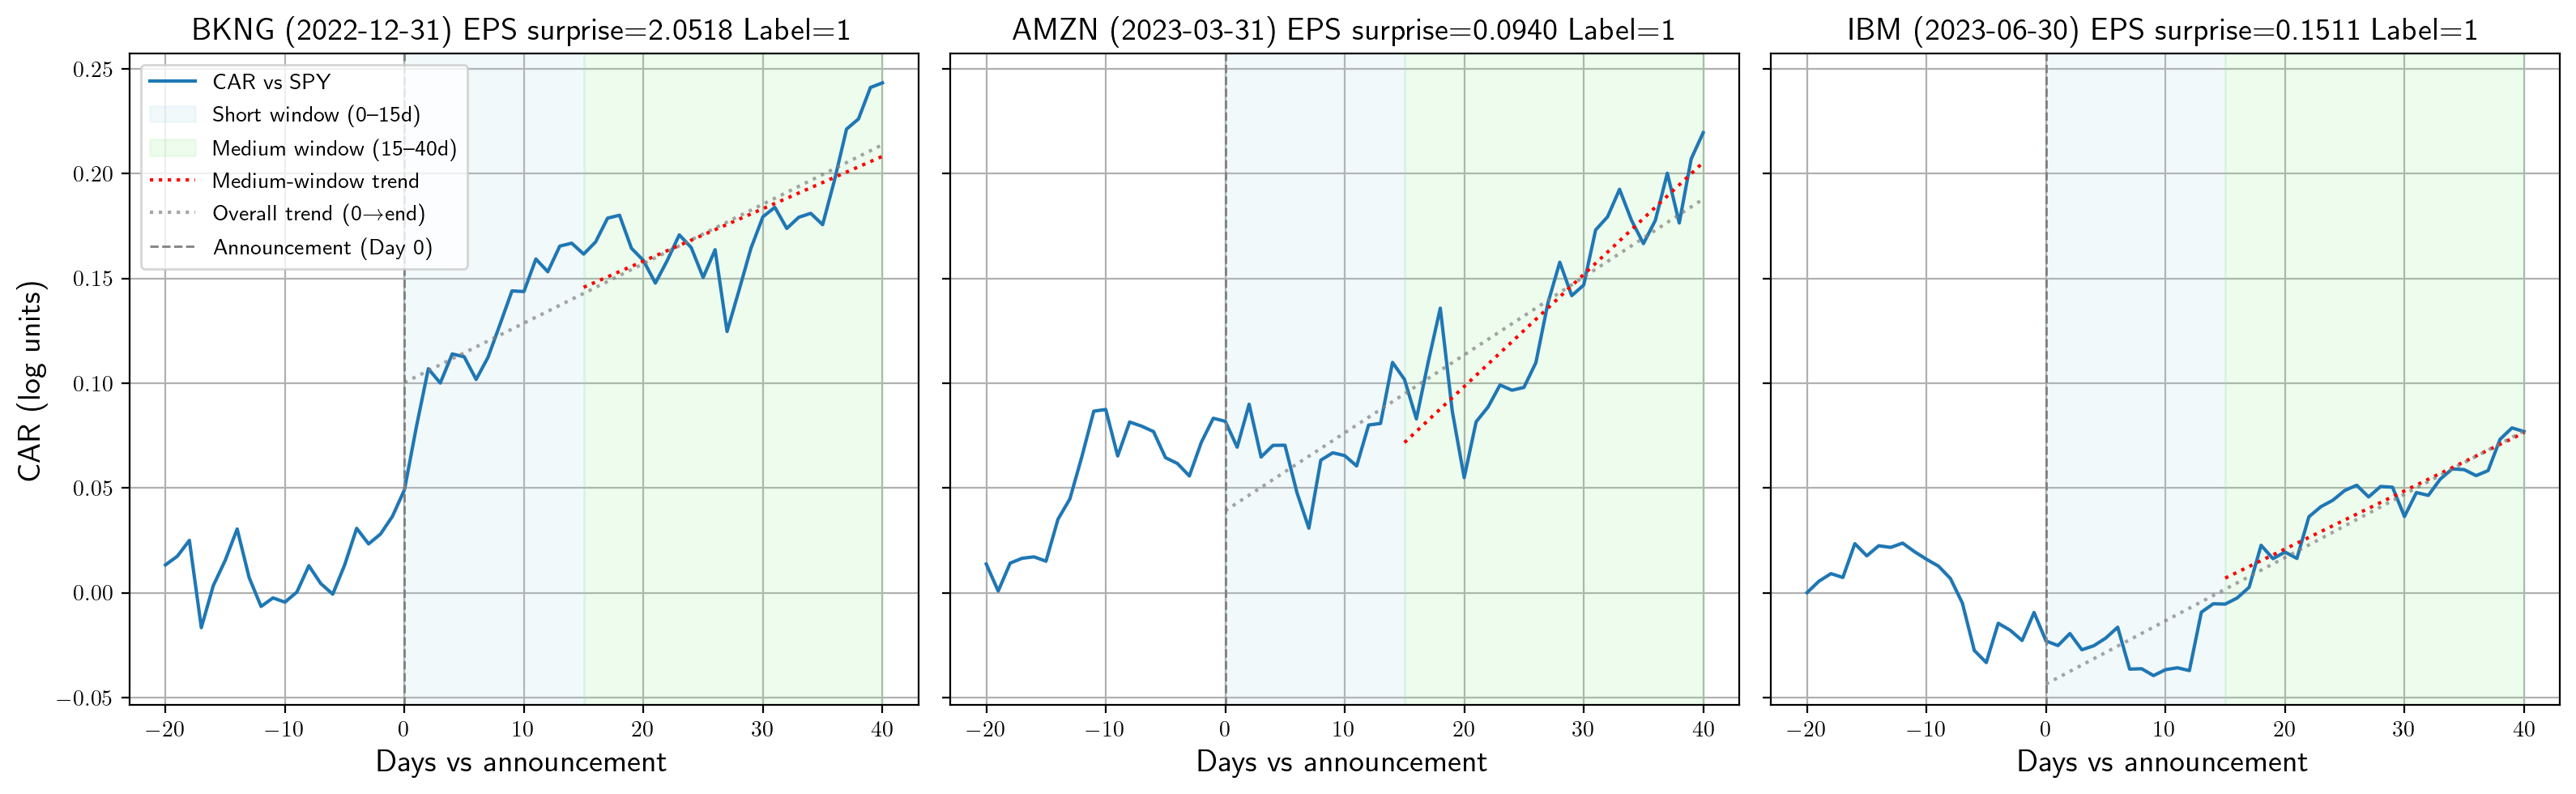 BKNG (2022-12-31) EPS surprise=2.0518 Label=1
AMZN (2023-03-31) EPS surprise=0.0940 Label=1
IBM (2023-06-30) EPS surprise=0.1511 Label=1
CAR (log units)
0.25
0.20
0.15
0.10
0.05
0.00
−0.05
CAR vs SPY
Short window (0–15d)
Medium window (15–40d)
Medium-window trend
Overall trend (0→end)
Announcement (Day 0)
−20 −10 0 10 20 30 40
−20 −10 0 10 20 30 40
−20 −10 0 10 20 30 40
Days vs announcement
Days vs announcement
Days vs announcement